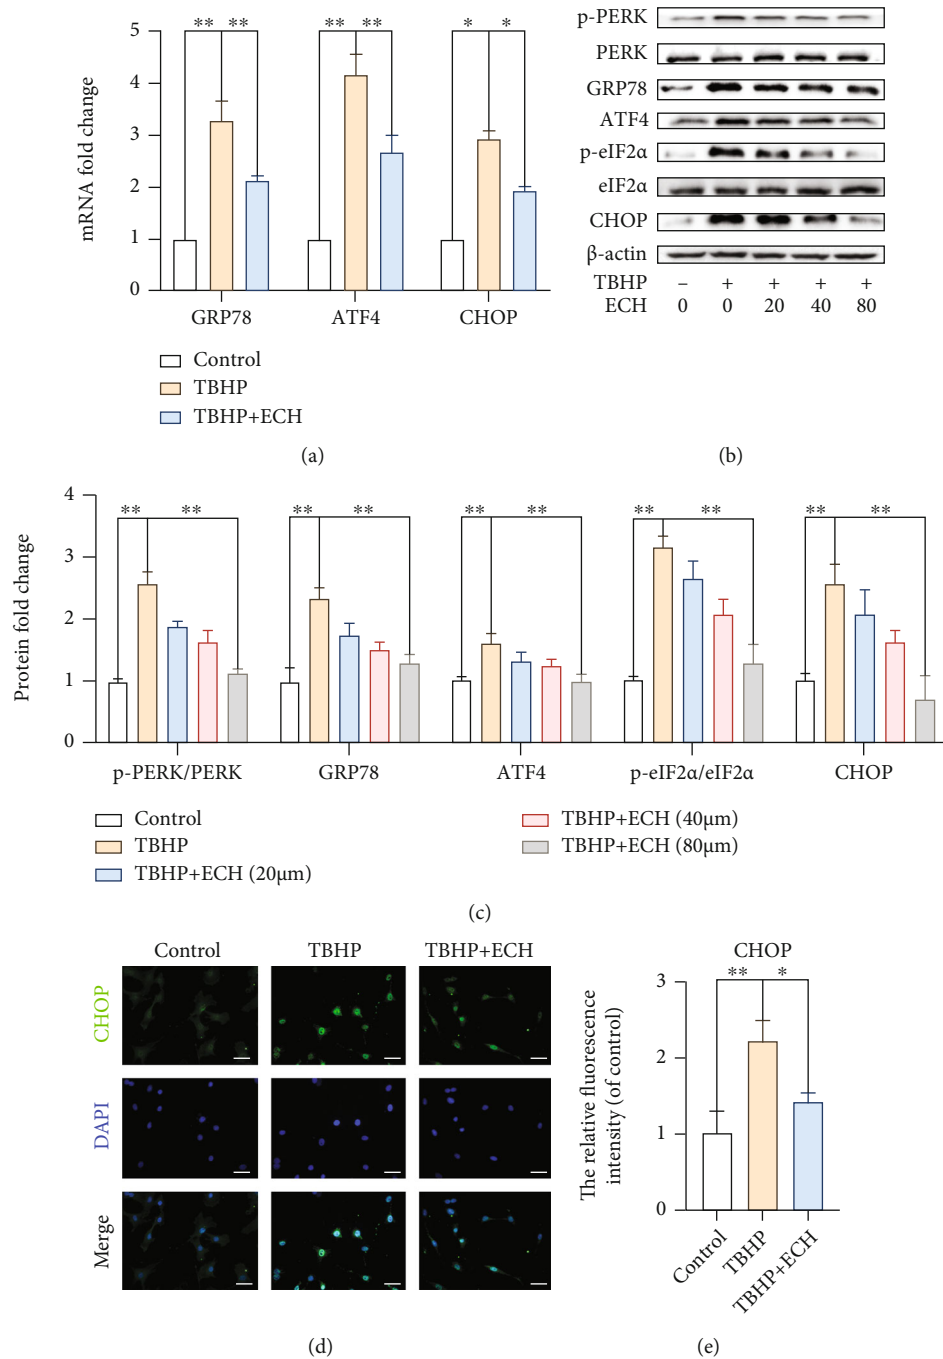 ** ** ** ** * *
5
4
3
2
1
0
mRNA fold change
GRP78 ATF4 CHOP
Control
TBHP
TBHP+ECH
(a)
p-PERK
PERK
GRP78
ATF4
p-eIF2α
eIF2α
CHOP
β-actin
TBHP – + + + +
ECH 0 0 20 40 80
(b)
** ** ** ** ** ** ** ** ** **
4
3
2
1
0
Protein fold change
p-PERK/PERK GRP78 ATF4 p-eIF2α/eIF2α CHOP
Control
TBHP
TBHP+ECH (20μm)
TBHP+ECH (40μm)
TBHP+ECH (80μm)
(c)
Control TBHP TBHP+ECH
CHOP
DAPI
Merge
(d)
CHOP
** *
3
2
1
0
The relative fluorescence
intensity (of control)
Control
TBHP
TBHP+ECH
(e)